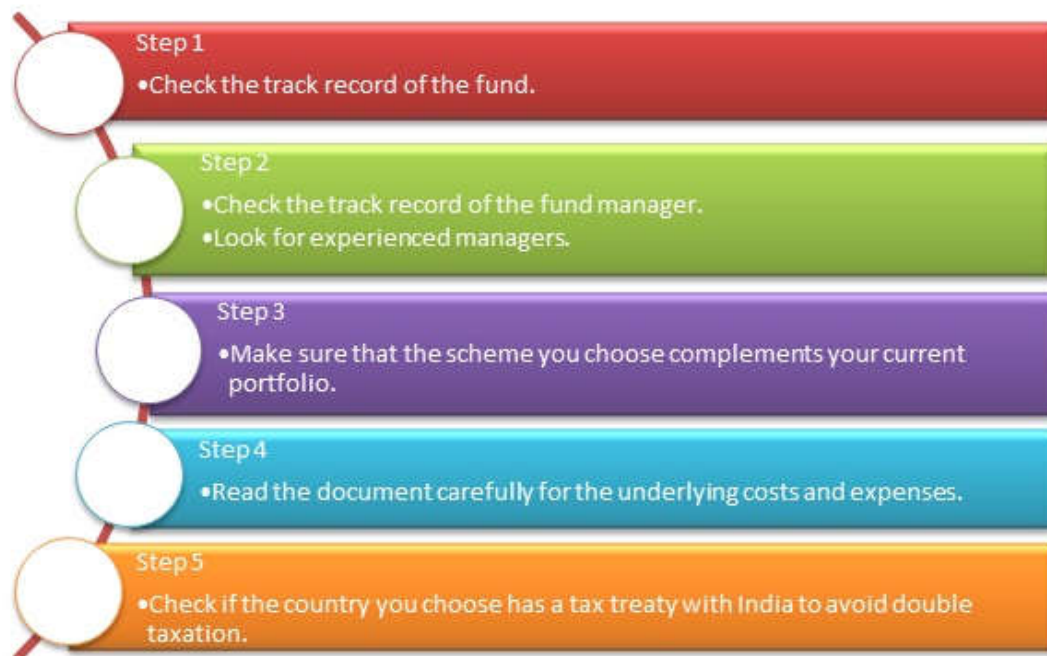 Step 1
•Check the track record of the fund.
Step 2
•Check the track record of the fund manager.
•Look for experienced managers.
Step 3
•Make sure that the scheme you choose complements your current
portfolio.
Step 4
•Read the document carefully for the underlying costs and expenses.
Step 5
•Check if the country you choose has a tax treaty with India to avoid double
taxation.